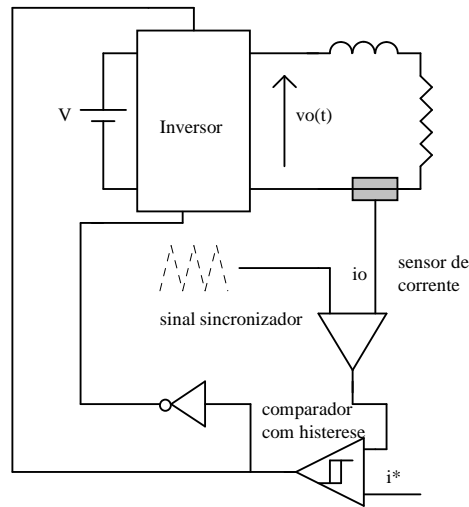 V
Inversor
vo(t)
io
sensor de
corrente
sinal sincronizador
comparador
com histerese
i*